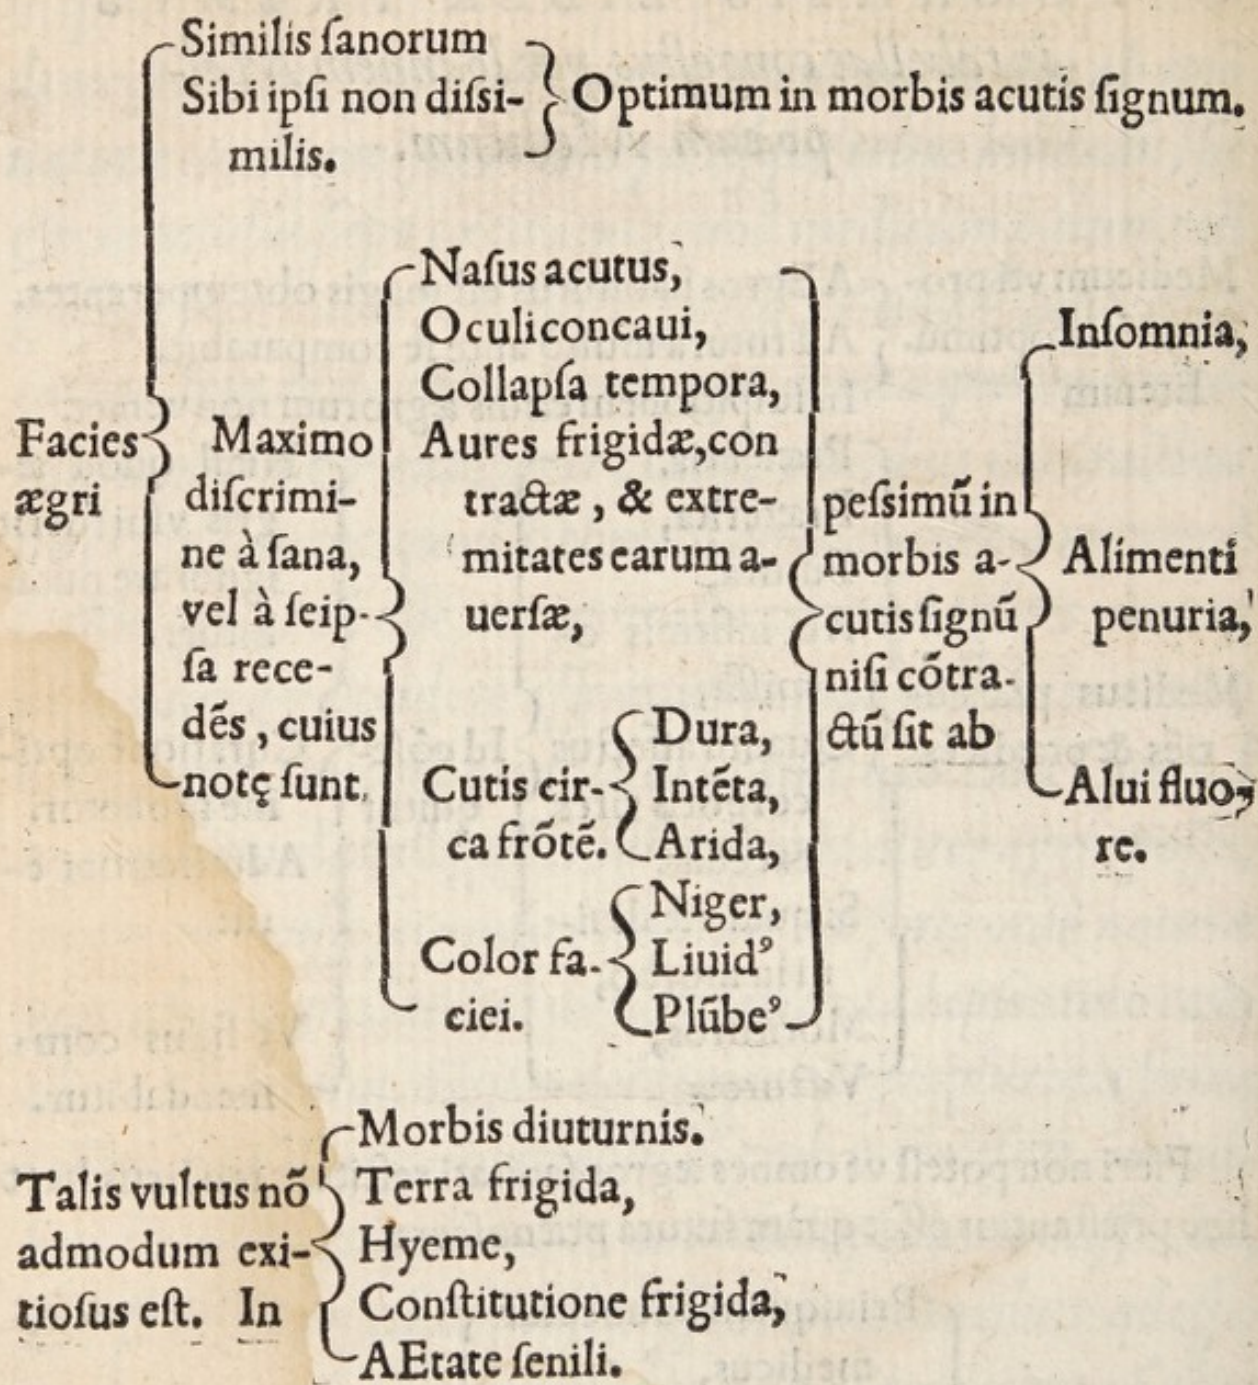 Similis ſanorum
Sibi ipſi non diſsi-
milis.
Optimum in morbis acutis ſignum.
Facies
ægri
Maximo
diſcrimi-
ne à ſana,
vel à ſeip-
ſa rece-
dẽs, cuius
notę ſunt.
Naſus acutus,
Oculi concaui,
Collapſa tempora,
Aures frigidæ, con
tractæ, & extre-
mitates earum a-
uerſæ,
Cutis cir-
ca frõtẽ.
Dura,
Intẽta,
Arida,
Color fa-
ciei.
Niger,
Liuidꝰ
Plũbeꝰ
peſsimũ in
morbis a-
cutis ſignũ
niſi cõtra-
ctũ ſit ab
Inſomnia,
Alimenti
penuria,
Alui fluo-
re.
Talis vultus nõ
admodum exi-
tioſus eſt. In
Morbis diuturnis.
Terra frigida,
Hyeme,
Conſtitutione frigida,
AEtate ſenili.